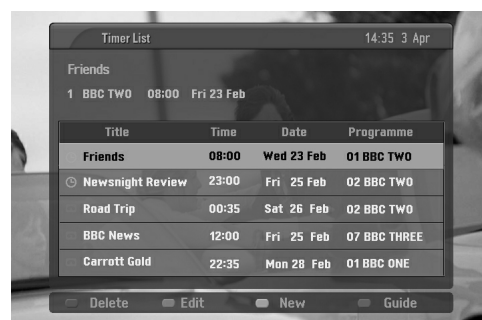 Timer List 14:35 3 Apr
Friends
1 BBC TWO 08:00 Fri 23 Feb
Title Time Date Programme
Friends 08:00 Wed 23 Feb 01 BBC TWO
Newsnight Review 23:00 Fri 25 Feb 02 BBC TWO
Road Trip 00:35 Sat 26 Feb 02 BBC TWO
BBC News 12:00 Fri 25 Feb 07 BBC THREE
Carrott Gold 22:35 Mon 28 Feb 01 BBC ONE
Delete Edit New Guide